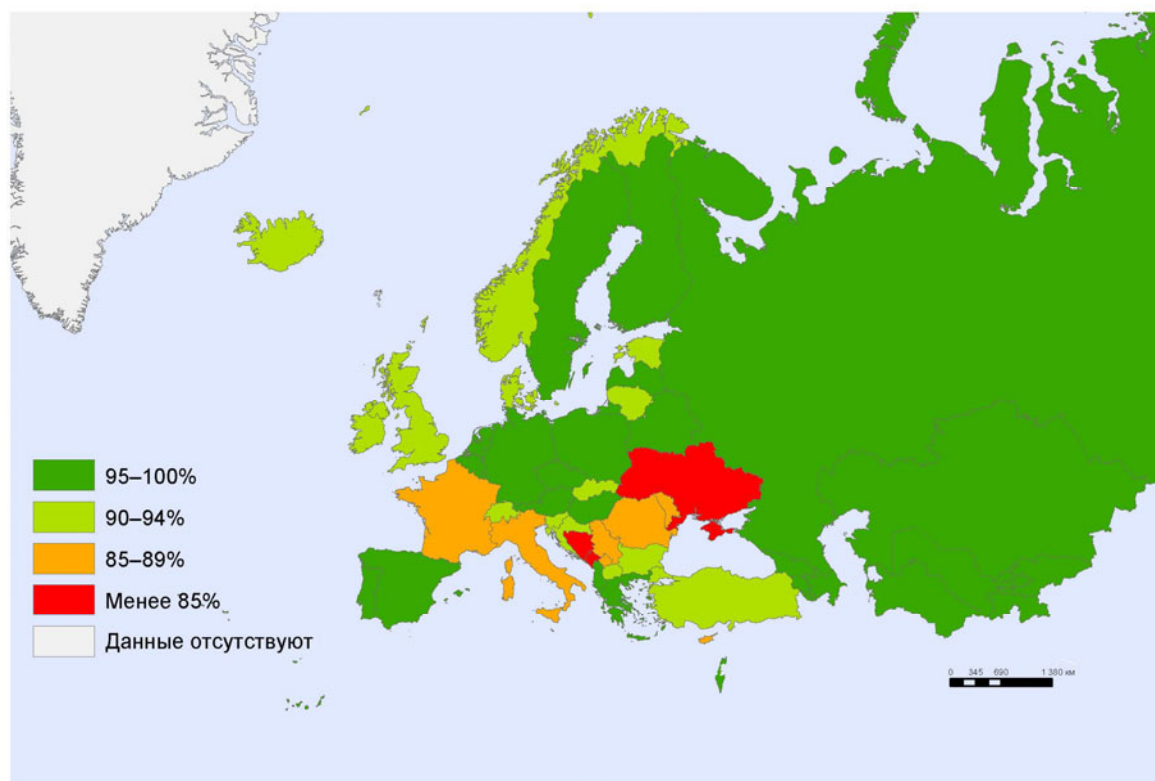 95–100%
90–94%
85–89%
Менее 85%
Данные отсутствуют
0 345 690 1 380 км